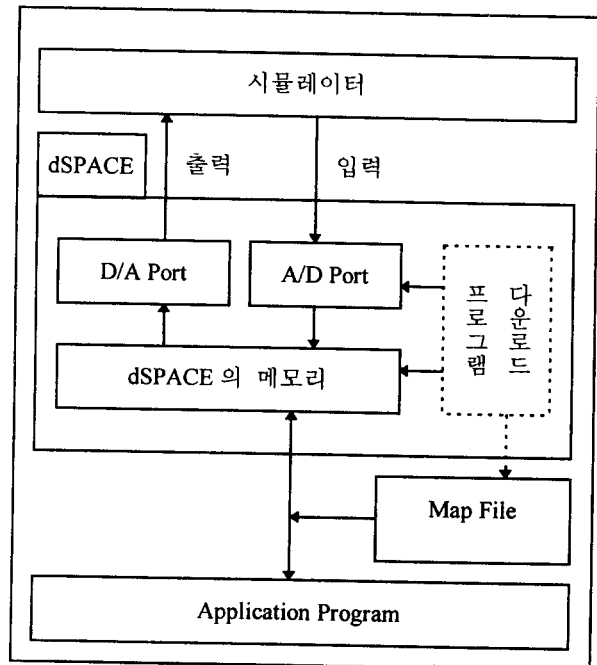 시뮬레이터
dSPACE
출력
입력
D/A Port
A/D Port
다운로드
프로그램
dSPACE 의 메모리
Map File
Application Program